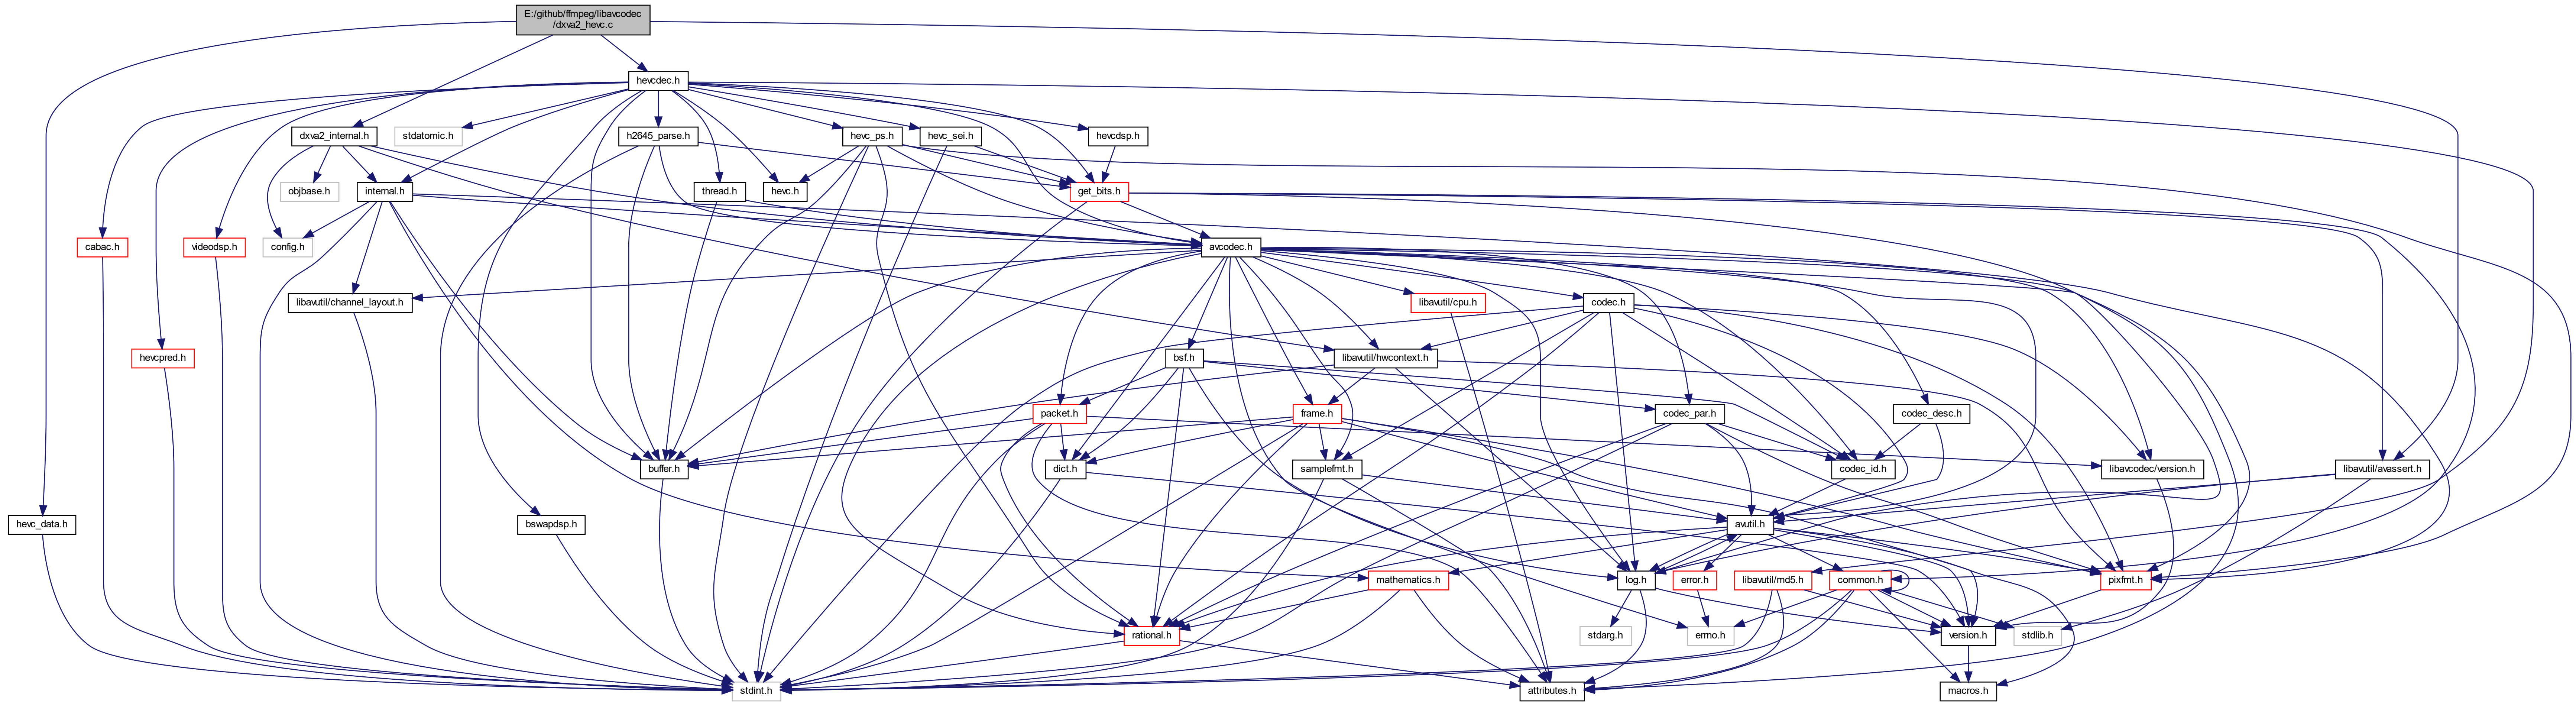 E:/github/ffmpeg/libavcodec
/dxva2_hevc.c
hevcdec.h
dxva2_internal.h
stdatomic.h
h2645_parse.h
hevc_ps.h
hevc_sei.h
hevcdsp.h
objbase.h
internal.h
thread.h
hevc.h
get_bits.h
cabac.h
videodsp.h
config.h
avcodec.h
libavutil/channel_layout.h
libavutil/cpu.h
codec.h
hevcpred.h
bsf.h
libavutil/hwcontext.h
packet.h
frame.h
codec_par.h
codec_desc.h
buffer.h
dict.h
samplefmt.h
codec_id.h
libavcodec/version.h
libavutil/avassert.h
hevc_data.h
bswapdsp.h
avutil.h
mathematics.h
log.h
error.h
libavutil/md5.h
common.h
pixfmt.h
rational.h
stdarg.h
errno.h
version.h
stdlib.h
stdint.h
attributes.h
macros.h